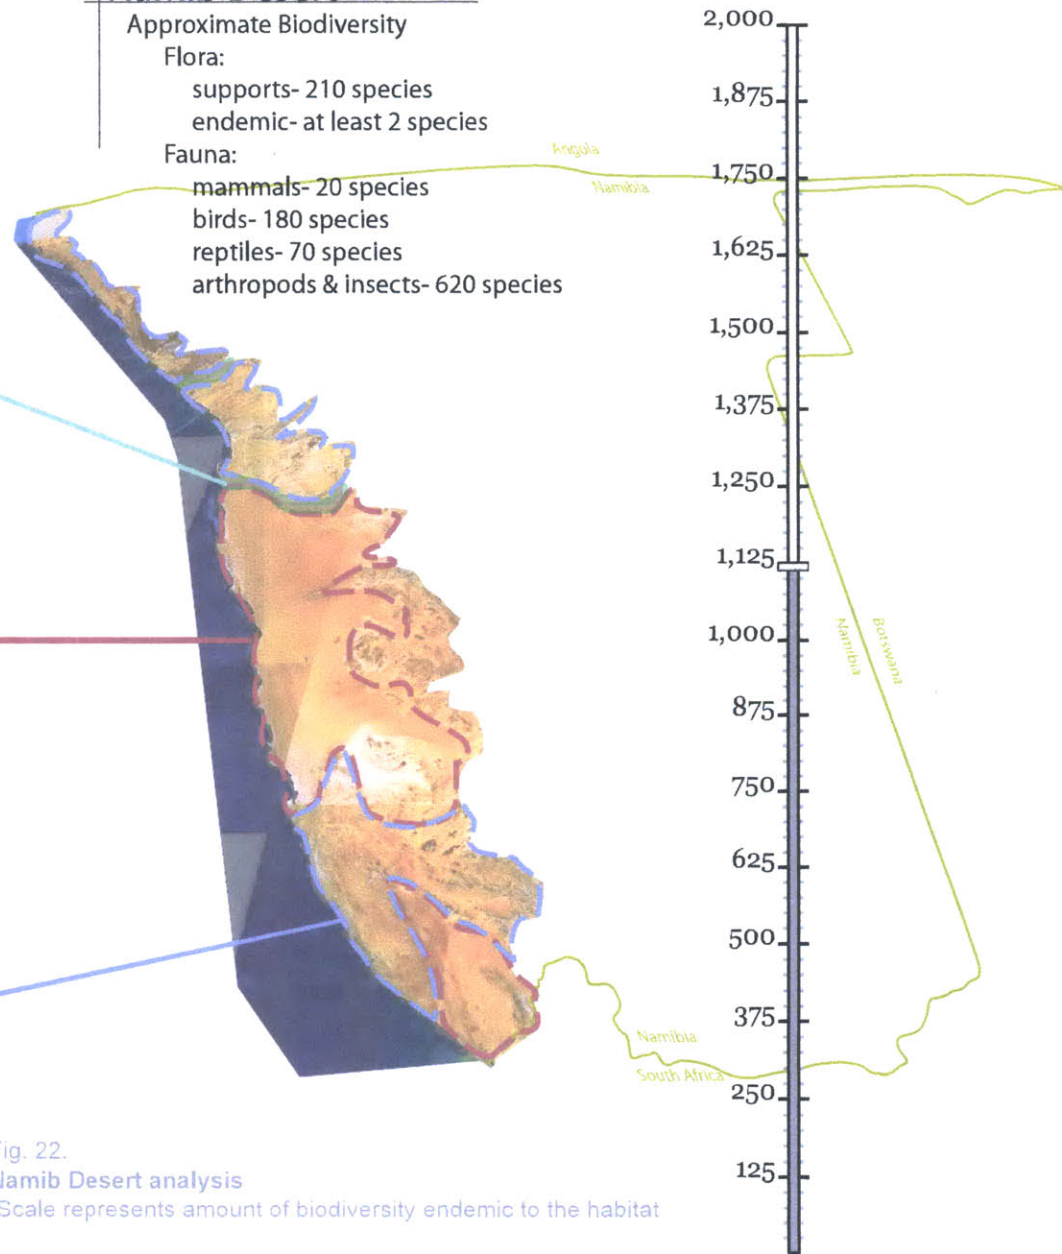 Approximate Biodiversity
Flora:
supports- 210 species
endemic- at least 2 species
Fauna:
mammals- 20 species
birds- 180 species
reptiles- 70 species
arthropods & insects- 620 species
Angula
Namibia
2,000
1,875
1,750
1,625
1,500
1,375
1,250
1,125
1,000
875
750
625
500
375
250
125
Botswana
Namibia
Namibia
South Africa
ig. 22.
amib Desert analysis
Scale represents amount of biodiversity endemic to the habitat